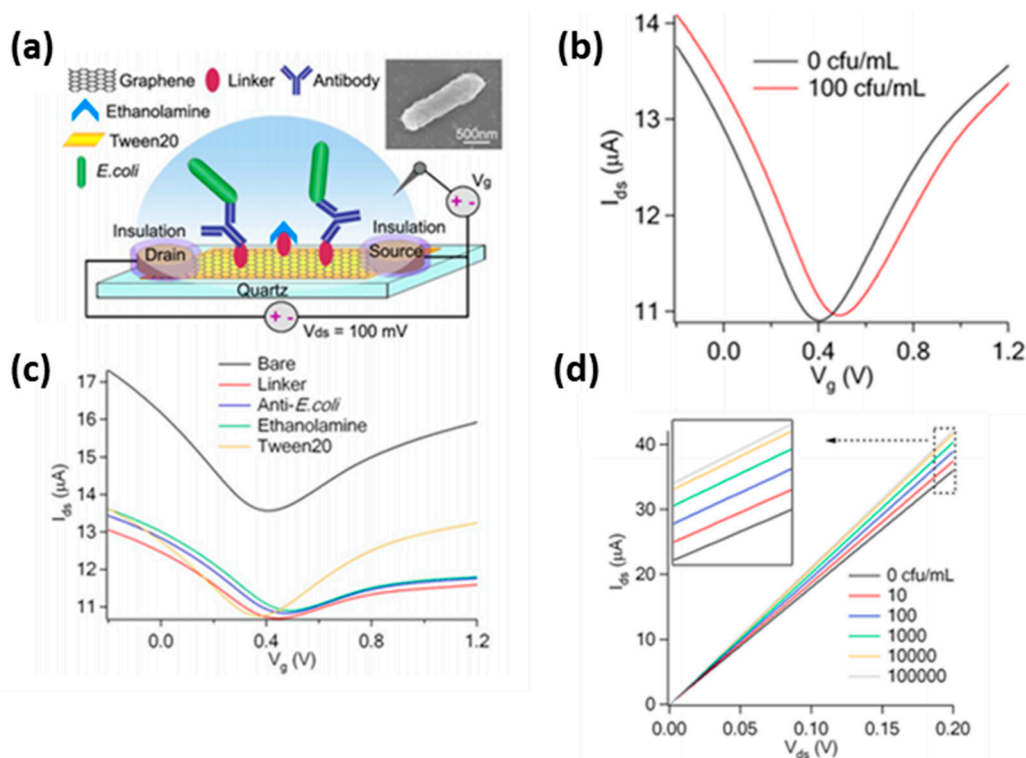 (a)
Graphene Linker Antibody
Ethanolamine
Tween20
E.coli
500nm
Vg
Insulation
Insulation
Drain
Source
Quartz
Vds = 100 mV
(b)
14
13
12
11
Ids (μA)
0 cfu/mL
100 cfu/mL
0.0 0.4 0.8 1.2
Vg (V)
(c)
17
16
15
14
13
12
11
Ids (μA)
Bare
Linker
Anti-E.coli
Ethanolamine
Tween20
0.0 0.4 0.8 1.2
Vg (V)
(d)
40
30
20
10
0
Ids (μA)
0 cfu/mL
10
100
1000
10000
100000
0.00 0.05 0.10 0.15 0.20
Vds (V)